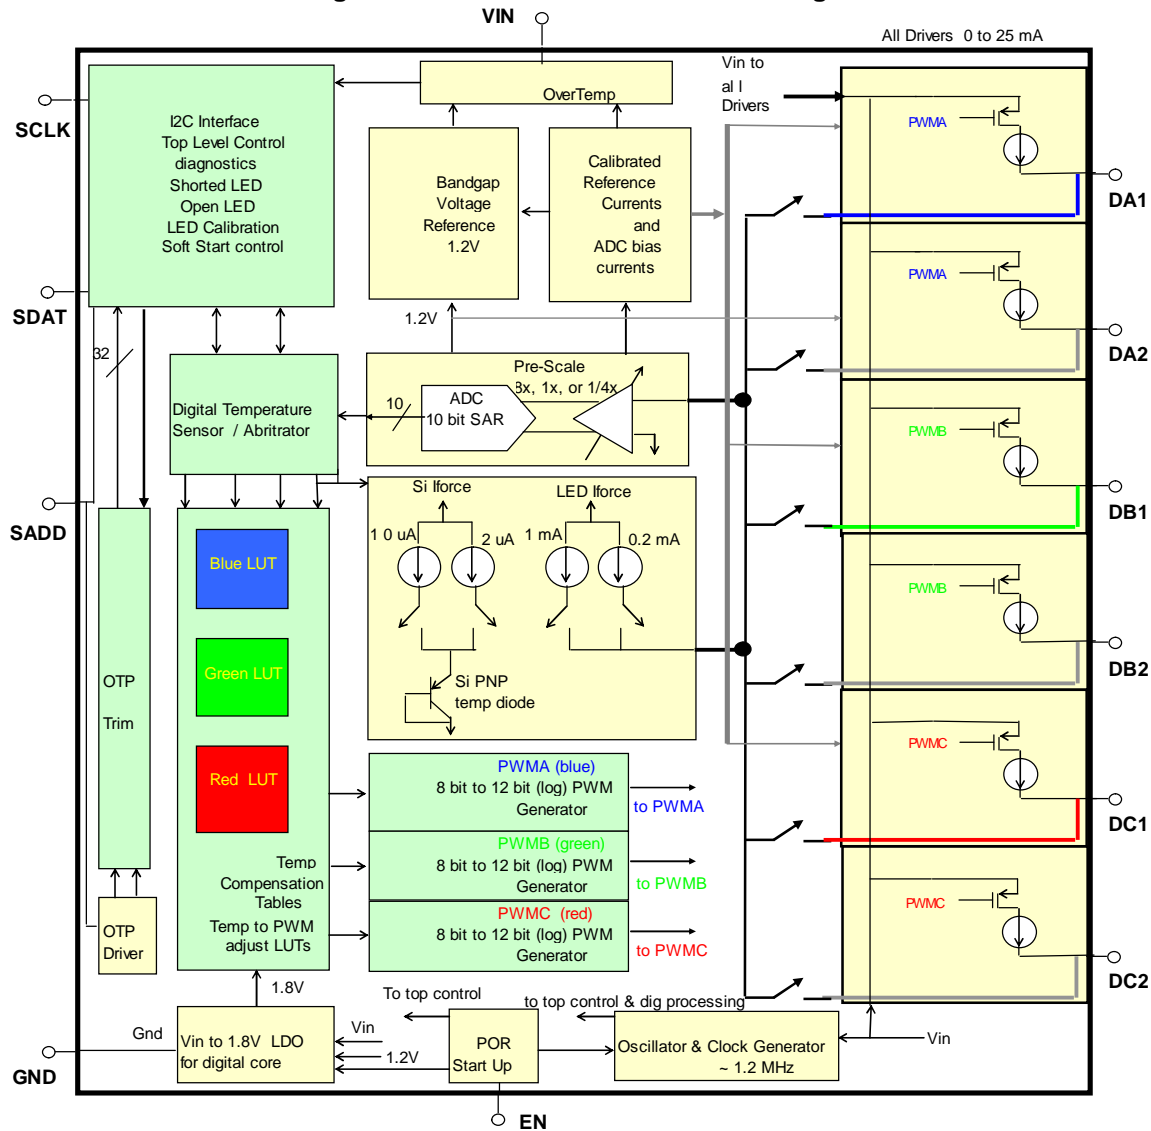 VIN
All Drivers 0 to 25 mA
SCLK
I2C Interface
Top Level Control
diagnostics
Shorted LED
Open LED
LED Calibration
Soft Start control
OverTemp
Vin to
al l
Drivers
Bandgap
Voltage
Reference
1.2V
Calibrated
Reference
Currents
and
ADC bias
currents
PWMA
DA1
SDAT
1.2V
PWMA
DA2
32
Digital Temperature
Sensor / Abritrator
10
Pre-Scale
8x, 1x, or 1/4x
ADC
10 bit SAR
PWMB
DB1
SADD
Si Iforce
LED Iforce
1 0 uA
2 uA
1 mA
0.2 mA
Si PNP
temp diode
PWMB
DB2
OTP
Trim
Blue LUT
Green LUT
Red LUT
Temp
Compensation
Tables
Temp to PWM
adjust LUTs
PWMA (blue)
8 bit to 12 bit (log) PWM
Generator
to PWMA
PWMB (green)
8 bit to 12 bit (log) PWM
Generator
to PWMB
PWMC (red)
8 bit to 12 bit (log) PWM
Generator
to PWMC
PWMC
DC1
PWMC
DC2
OTP
Driver
1.8V
To top control
to top control & dig processing
Gnd
GND
Vin to 1.8V LDO
for digital core
Vin
1.2V
POR
Start Up
Oscillator & Clock Generator
~ 1.2 MHz
Vin
EN